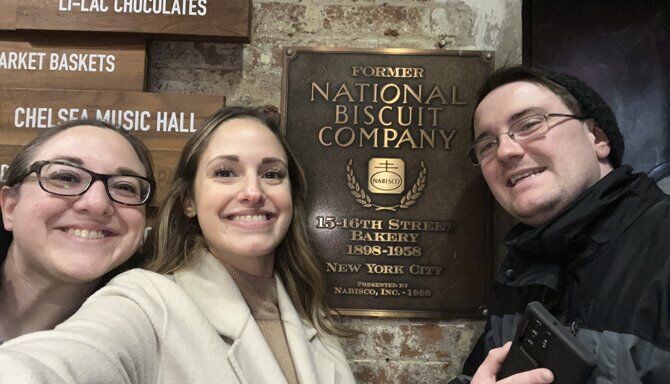 LI-LAC CHOCOLATES
ARKET BASKETS
CHELSEA MUSIC HALL
FORMER
NATIONAL
BISCUIT
COMPANY
NABISCO
15-16TH STREET
BAKERY
1898-1958
NEW YORK CITY
PRESENTED BY
NABISCO, INC. · 1998